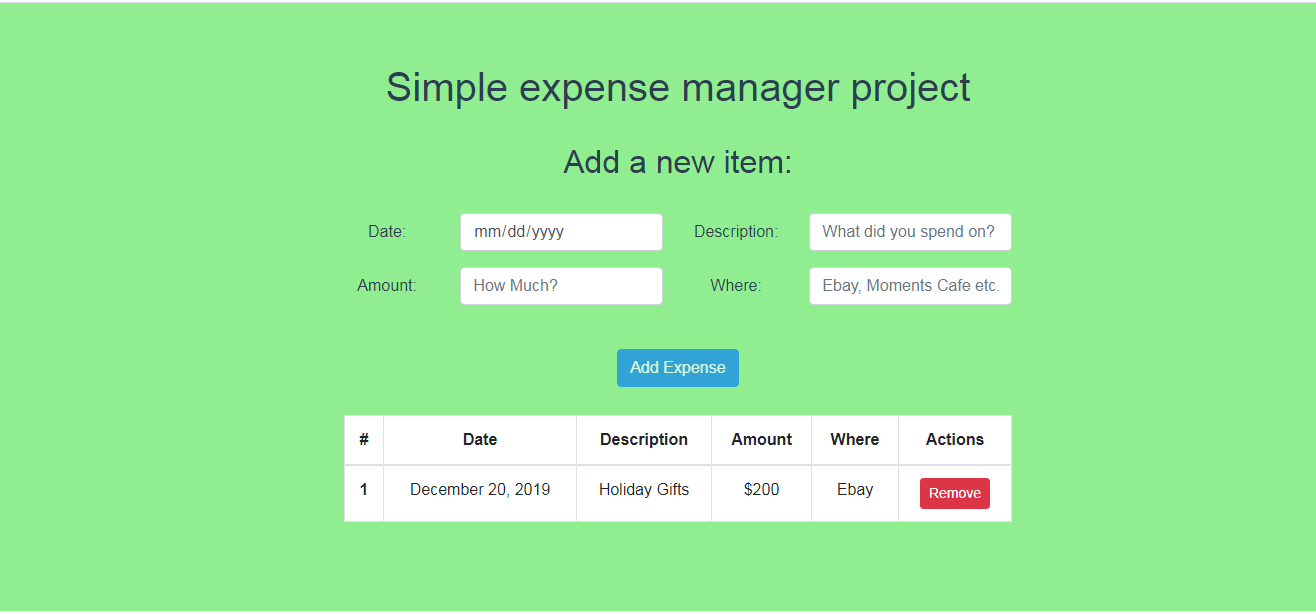 Simple expense manager project
Add a new item:
Date: mm/dd/yyyy Description: What did you spend on?
Amount: How Much? Where: Ebay, Moments Cafe etc.
Add Expense
# Date Description Amount Where Actions
1 December 20, 2019 Holiday Gifts $200 Ebay Remove